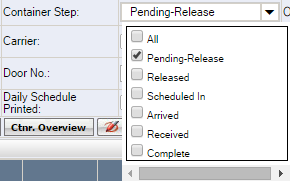 Container Step: Pending-Release
Carrier:
Door No.:
Daily Schedule
Printed:
Ctnr. Overview
All
Pending-Release
Released
Scheduled In
Arrived
Received
Complete